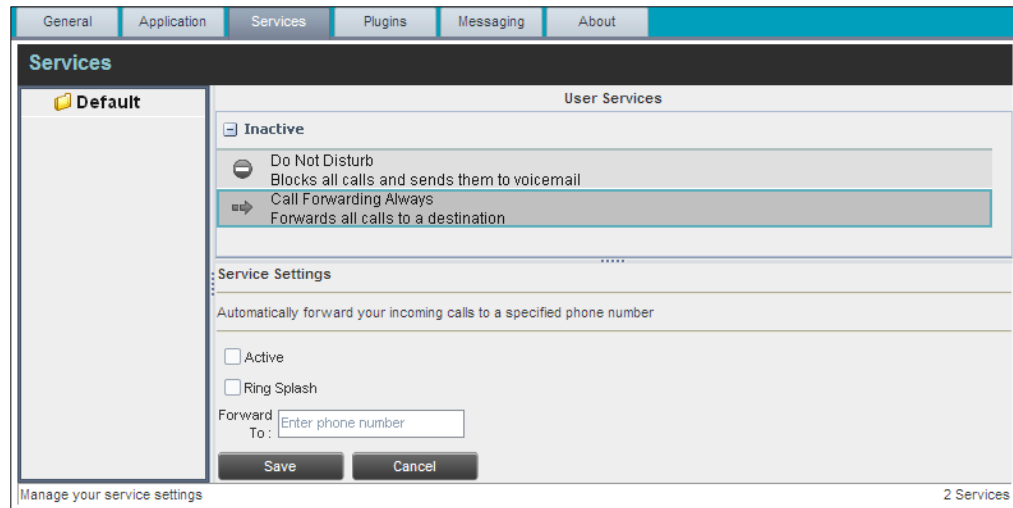 General Application Services Plugins Messaging About
Services
Default
User Services
Inactive
Do Not Disturb
Blocks all calls and sends them to voicemail
Call Forwarding Always
Forwards all calls to a destination
Service Settings
Automatically forward your incoming calls to a specified phone number
Active
Ring Splash
Forward
To :
Enter phone number
Save Cancel
Manage your service settings
2 Services